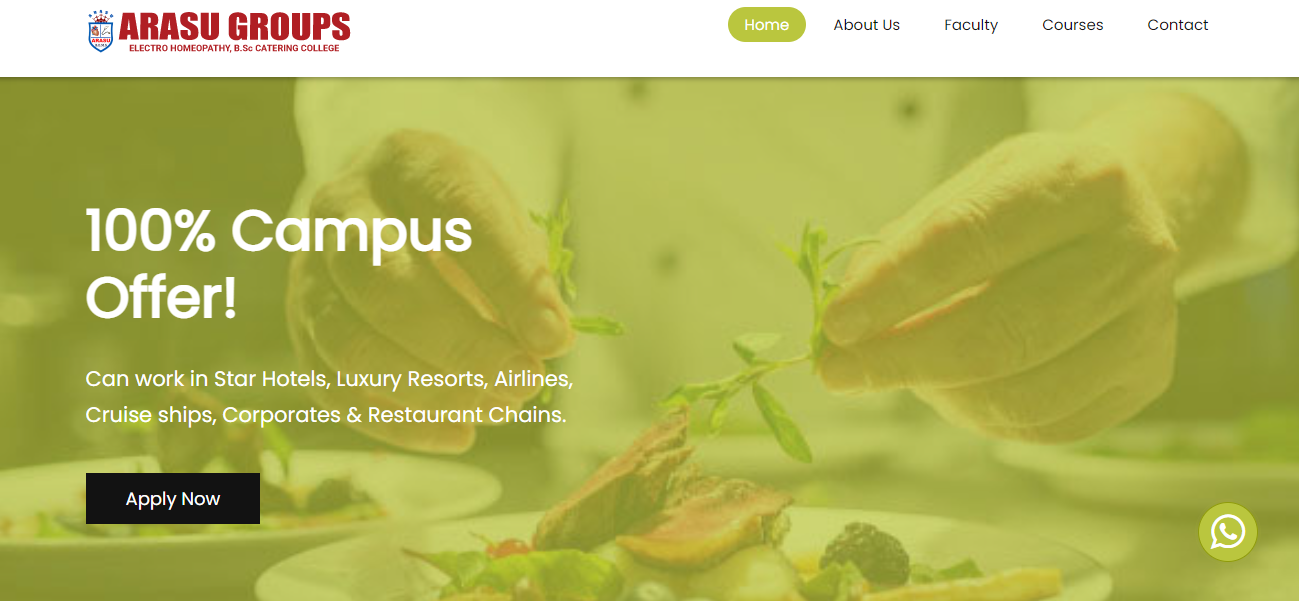 ARASU
ARASU GROUPS
ELECTRO HOMEOPATHY, B.Sc CATERING COLLEGE
Home About Us Faculty Courses Contact
100% Campus
Offer!
Can work in Star Hotels, Luxury Resorts, Airlines,
Cruise ships, Corporates & Restaurant Chains.
Apply Now